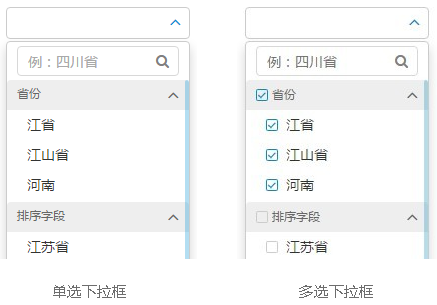 例：四川省
省份
江省
江山省
河南
排序字段
江苏省
单选下拉框
例：四川省
省份
江省
江山省
河南
排序字段
江苏省
多选下拉框